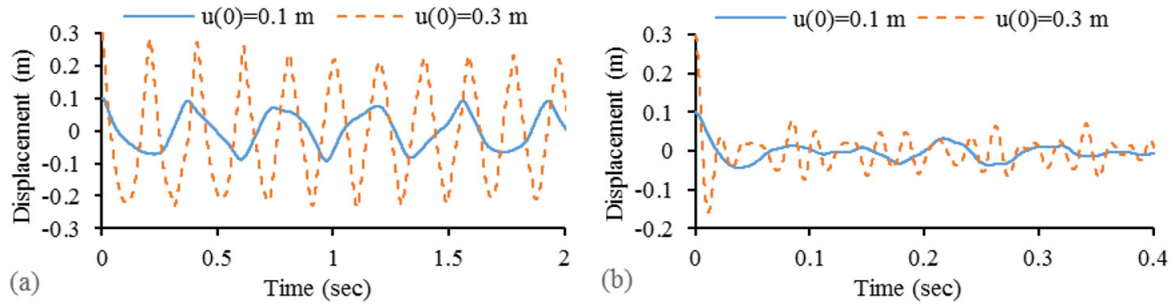 u(0)=0.1 m u(0)=0.3 m
Displacement (m)
0.3
0.2
0.1
0
-0.1
-0.2
-0.3
0 0.5 1 1.5 2
Time (sec)
(a)
u(0)=0.1 m u(0)=0.3 m
Displacement (m)
0.3
0.2
0.1
0
-0.1
-0.2
0 0.1 0.2 0.3 0.4
Time (sec)
(b)